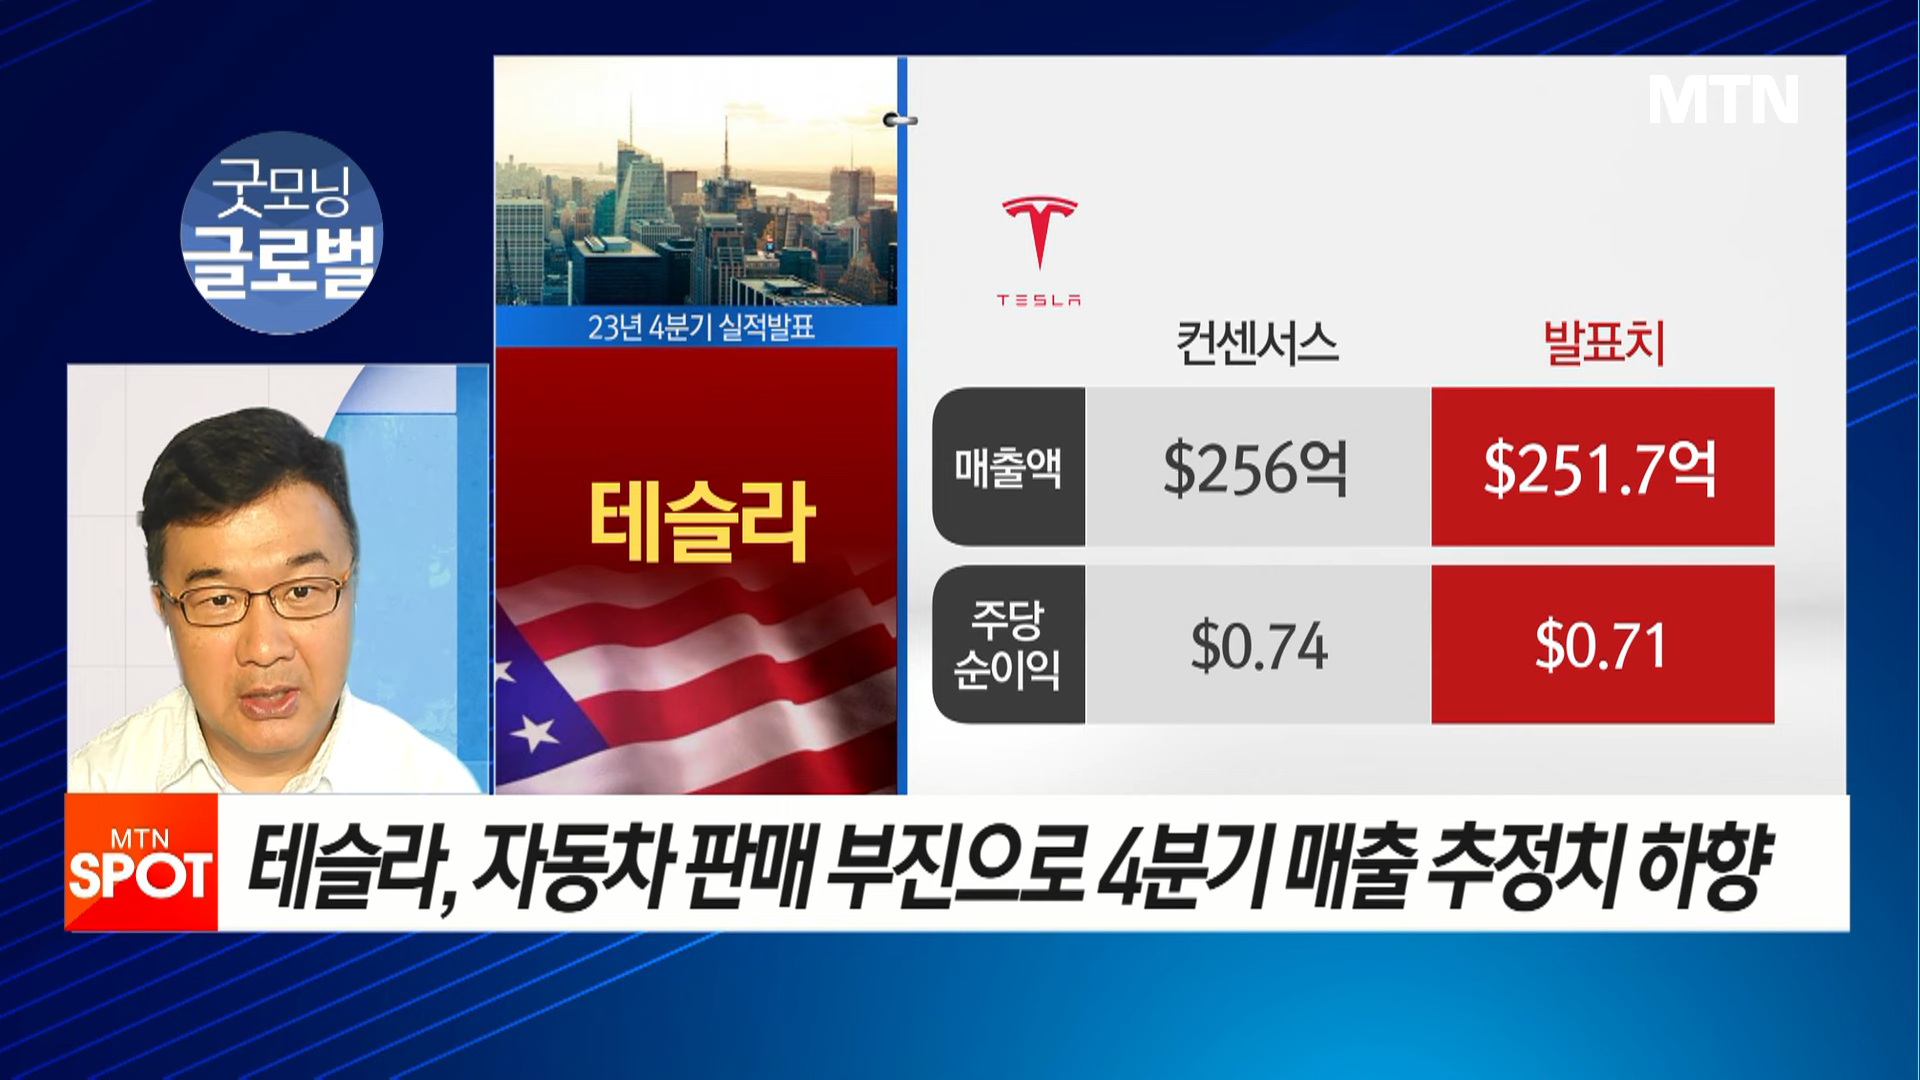 MTN
굿모닝
글로벌
23년 4분기 실적발표
테슬라
TESLA
컨센서스 발표치
매출액 $256억 $251.7억
주당
순이익 $0.74 $0.71
MTN
SPOT
테슬라, 자동차 판매 부진으로 4분기 매출 추정치 하향